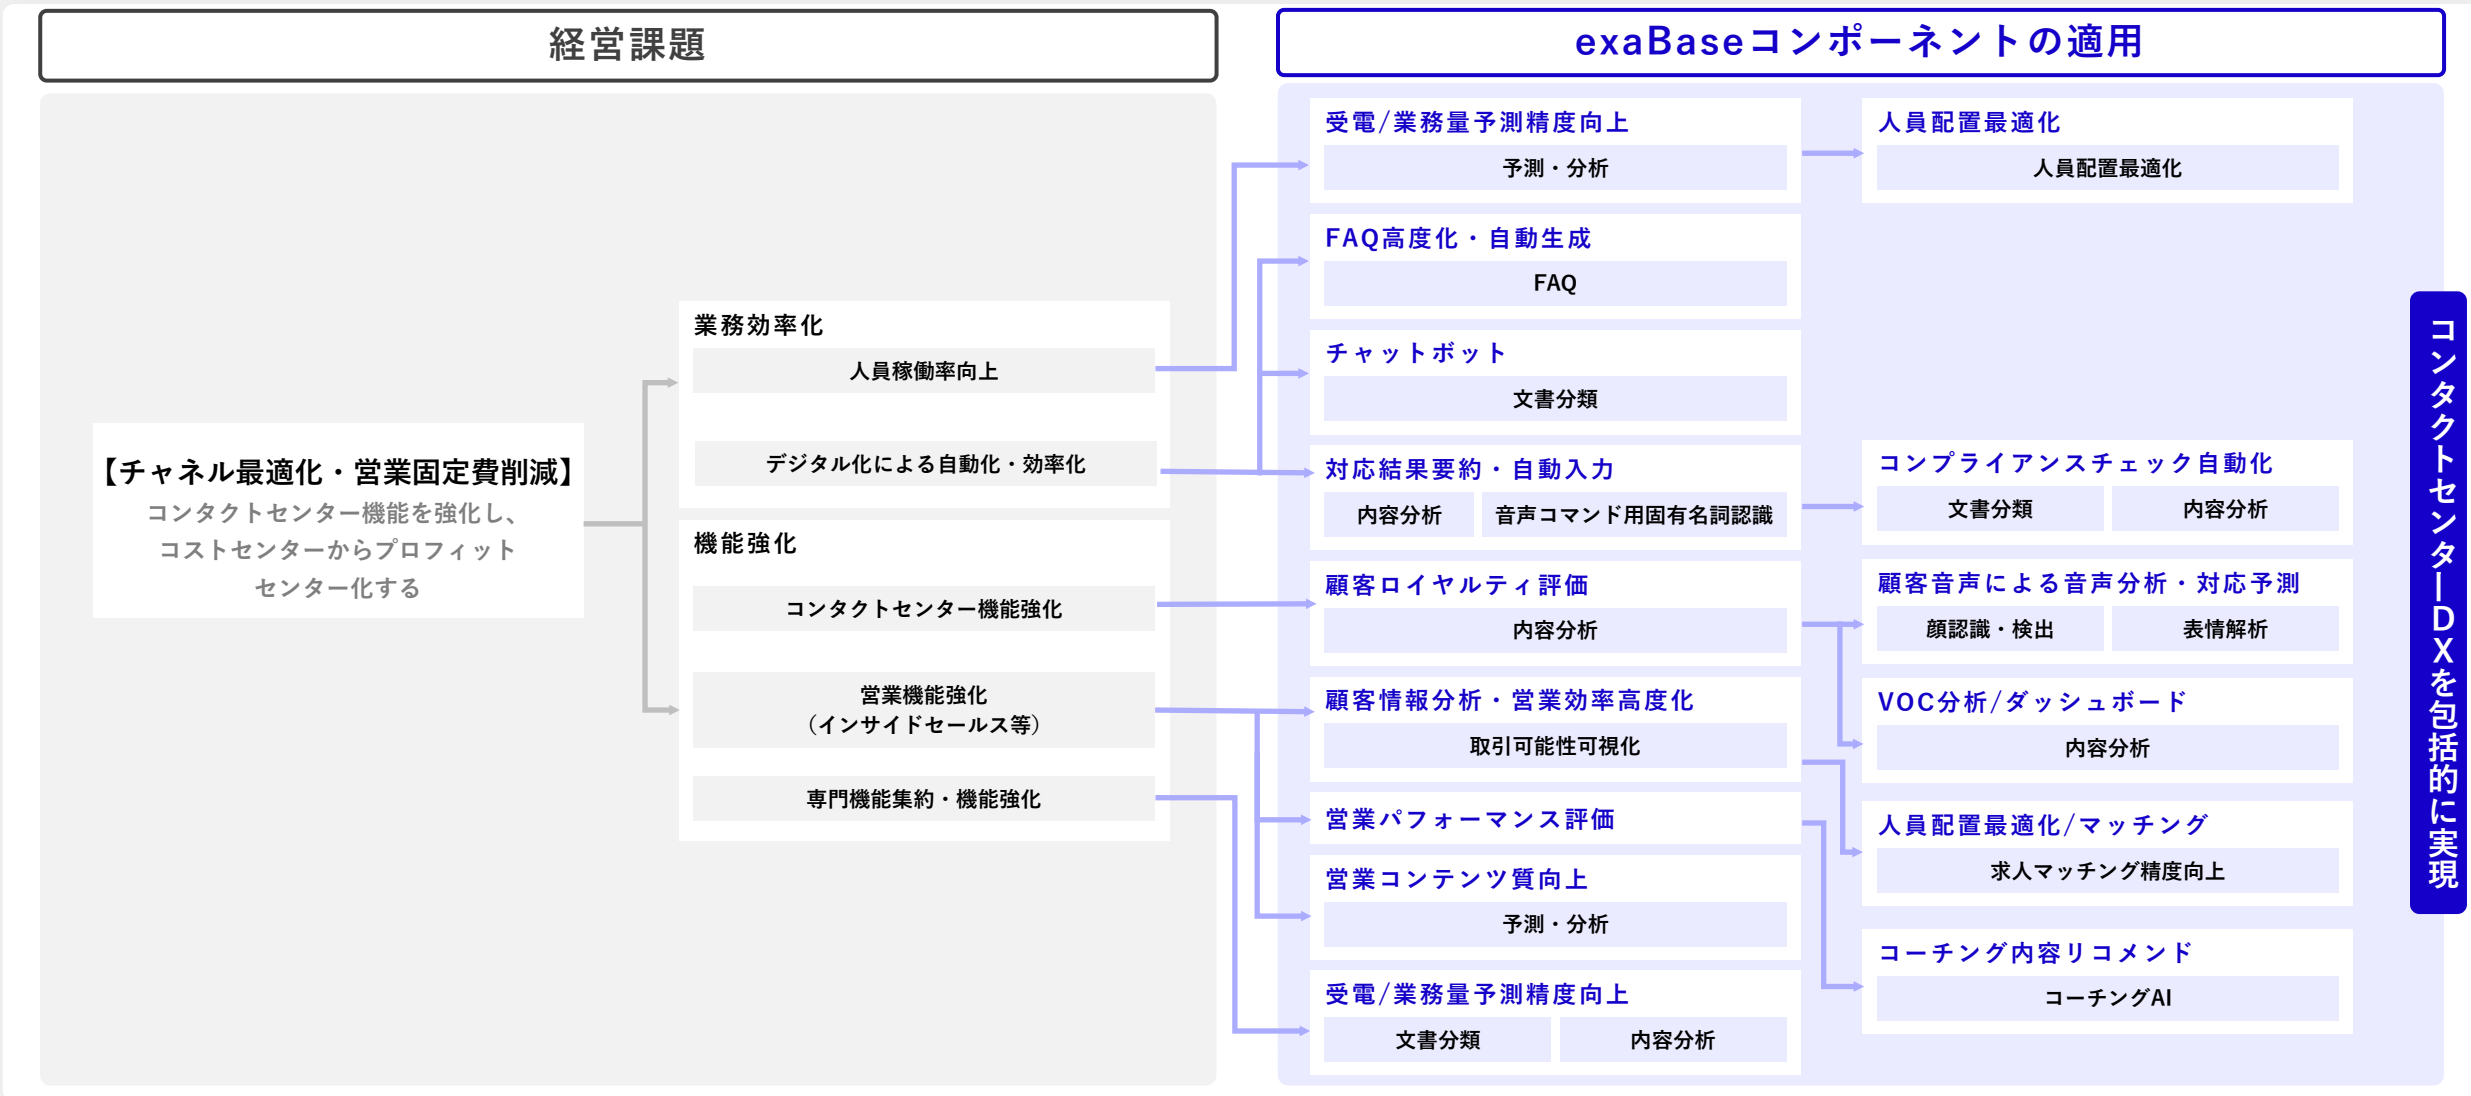 経営課題
exaBaseコンポーネントの適用
【チャネル最適化・営業固定費削減】
コンタクトセンター機能を強化し、
コストセンターからプロフィット
センター化する
業務効率化
人員稼働率向上
デジタル化による自動化・効率化
機能強化
コンタクトセンター機能強化
営業機能強化
（インサイドセールス等）
専門機能集約・機能強化
受電/業務量予測精度向上
予測・分析
FAQ高度化・自動生成
FAQ
チャットボット
文書分類
対応結果要約・自動入力
内容分析
音声コマンド用固有名詞認識
顧客ロイヤルティ評価
内容分析
顧客情報分析・営業効率高度化
取引可能性可視化
営業パフォーマンス評価
営業コンテンツ質向上
予測・分析
受電/業務量予測精度向上
文書分類
内容分析
人員配置最適化
人員配置最適化
コンプライアンスチェック自動化
文書分類
内容分析
顧客音声による音声分析・対応予測
顔認識・検出
表情解析
VOC分析/ダッシュボード
内容分析
人員配置最適化/マッチング
求人マッチング精度向上
コーチング内容リコメンド
コーチングAI
コンタクトセンターDXを包括的に実現